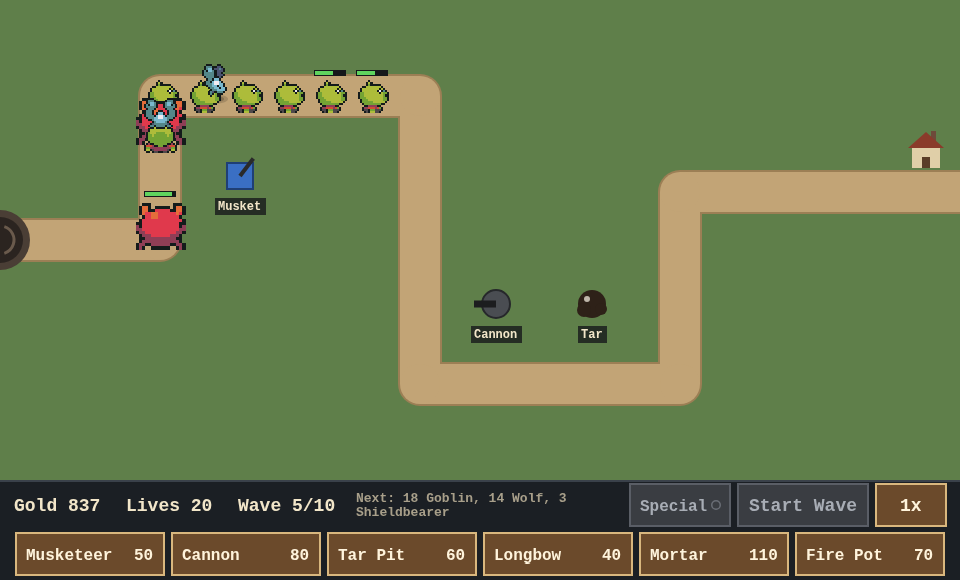 Musket
Cannon
Tar
Gold 837
Lives 20
Wave 5/10
Next: 18 Goblin, 14 Wolf, 3
Shieldbearer
Special
Start Wave
1x
Musketeer 50
Cannon 80
Tar Pit 60
Longbow 40
Mortar 110
Fire Pot 70